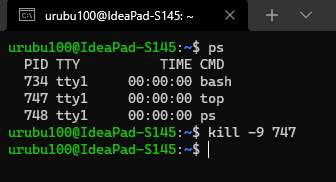 urubu100@IdeaPad-S145: ~
urubu100@IdeaPad-S145:~$ ps
  PID TTY          TIME CMD
  734 tty1     00:00:00 bash
  747 tty1     00:00:00 top
  748 tty1     00:00:00 ps
urubu100@IdeaPad-S145:~$ kill -9 747
urubu100@IdeaPad-S145:~$